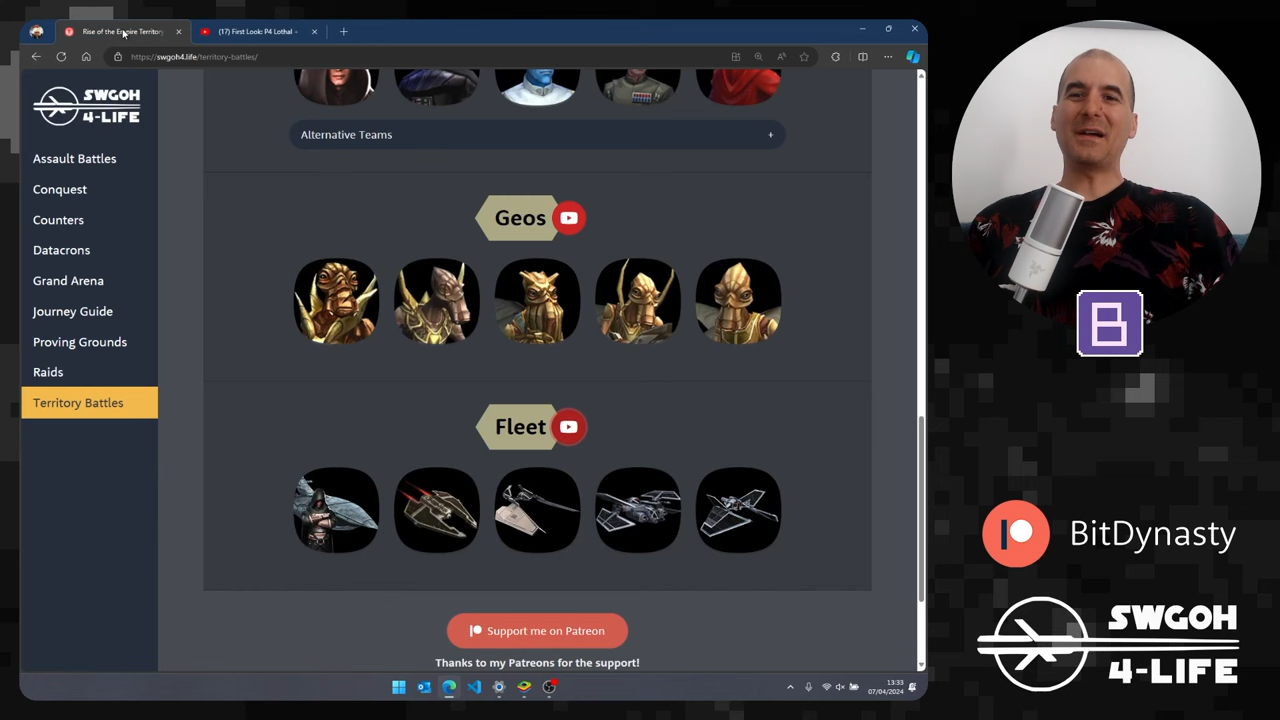 Rise of the Empire Territory
(17) First Look: P4 Lothal -
https://swgoh4.life/territory-battles/
SWGOH
4-LIFE
Assault Battles
Conquest
Counters
Datacrons
Grand Arena
Journey Guide
Proving Grounds
Raids
Territory Battles
Alternative Teams
+
Geos
Fleet
Support me on Patreon
Thanks to my Patreons for the support!
13:33
07/04/2024
B
BitDynasty
SWGOH
4-LIFE